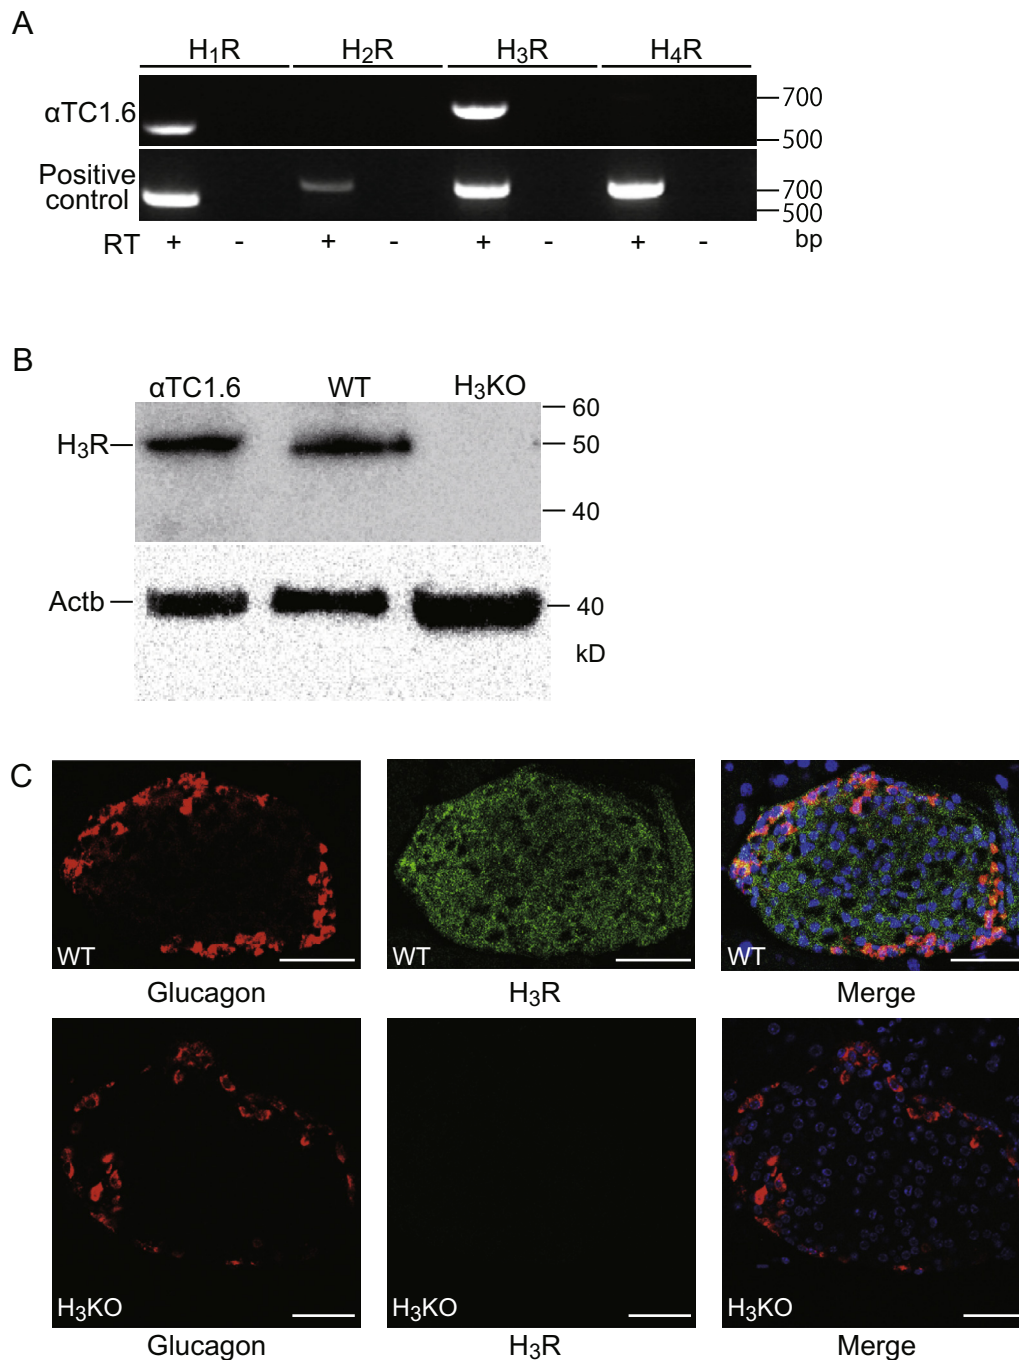 A
H₁R H₂R H₃R H₄R
αTC1.6
700
500
Positive control
700
500
RT + - + - + - + - bp
B
αTC1.6 WT H₃KO
60
H₃R 50
40
Actb 40
kD
C
WT WT
Glucagon H₃R Merge
H₃KO H₃KO H₃KO
Glucagon H₃R Merge